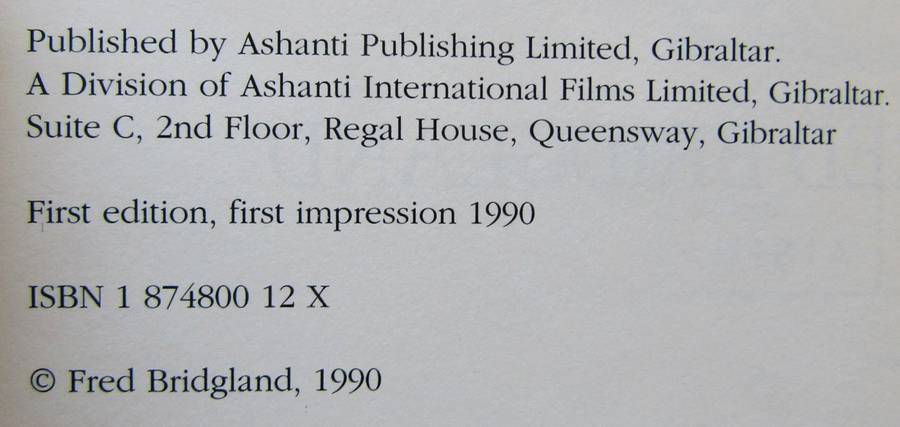 Published by Ashanti Publishing Limited, Gibraltar.
A Division of Ashanti International Films Limited, Gibraltar.
Suite C, 2nd Floor, Regal House, Queensway, Gibraltar
First edition, first impression 1990
ISBN 1 874800 12 X
© Fred Bridgland, 1990